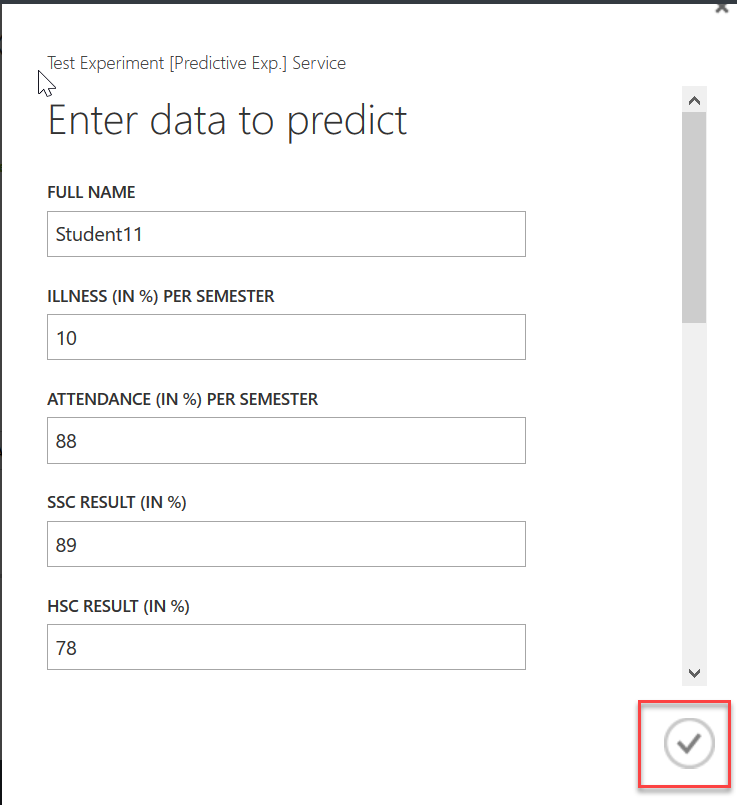 Test Experiment [Predictive Exp.] Service
Enter data to predict
FULL NAME
Student11
ILLNESS (IN %) PER SEMESTER
10
ATTENDANCE (IN %) PER SEMESTER
88
SSC RESULT (IN %)
89
HSC RESULT (IN %)
78